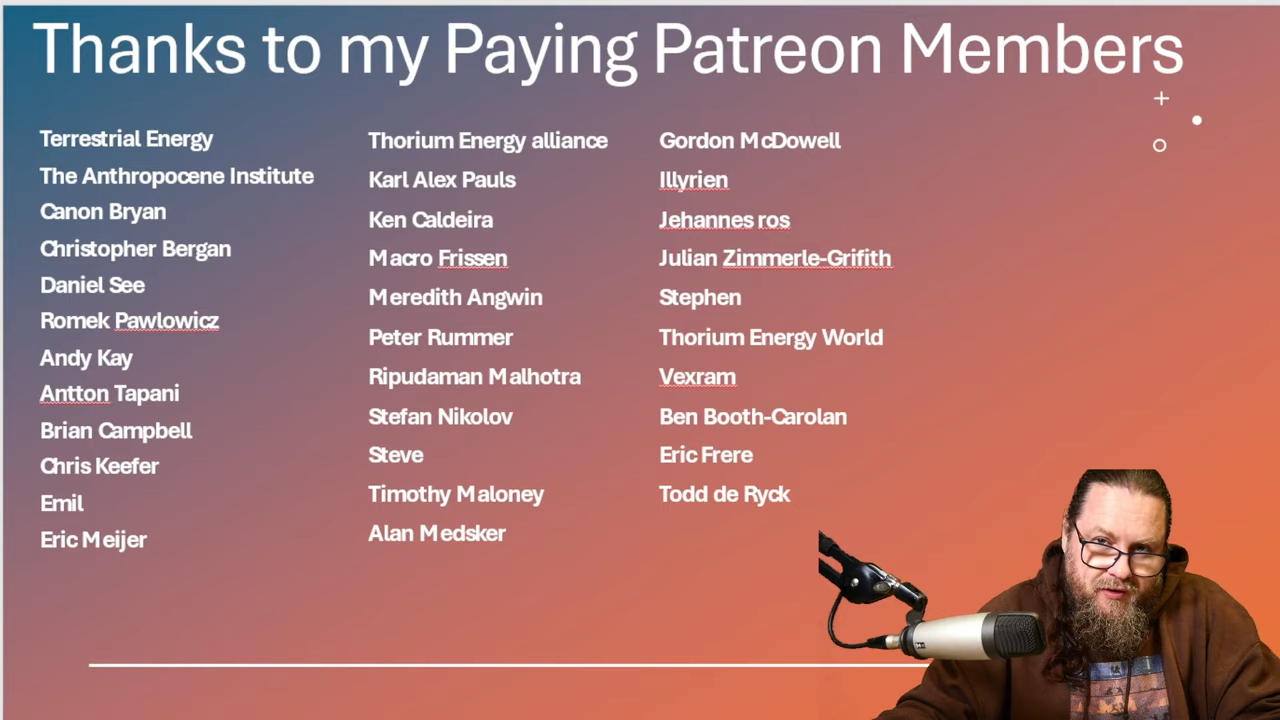 Thanks to my Paying Patreon Members
Terrestrial Energy
The Anthropocene Institute
Canon Bryan
Christopher Bergan
Daniel See
Romek Pawlowicz
Andy Kay
Antton Tapani
Brian Campbell
Chris Keefer
Emil
Eric Meijer
Thorium Energy alliance
Karl Alex Pauls
Ken Caldeira
Macro Frissen
Meredith Angwin
Peter Rummer
Ripudaman Malhotra
Stefan Nikolov
Steve
Timothy Maloney
Alan Medsker
Gordon McDowell
Illyrien
Jehannes ros
Julian Zimmerle-Grifith
Stephen
Thorium Energy World
Vexram
Ben Booth-Carolan
Eric Frere
Todd de Ryck